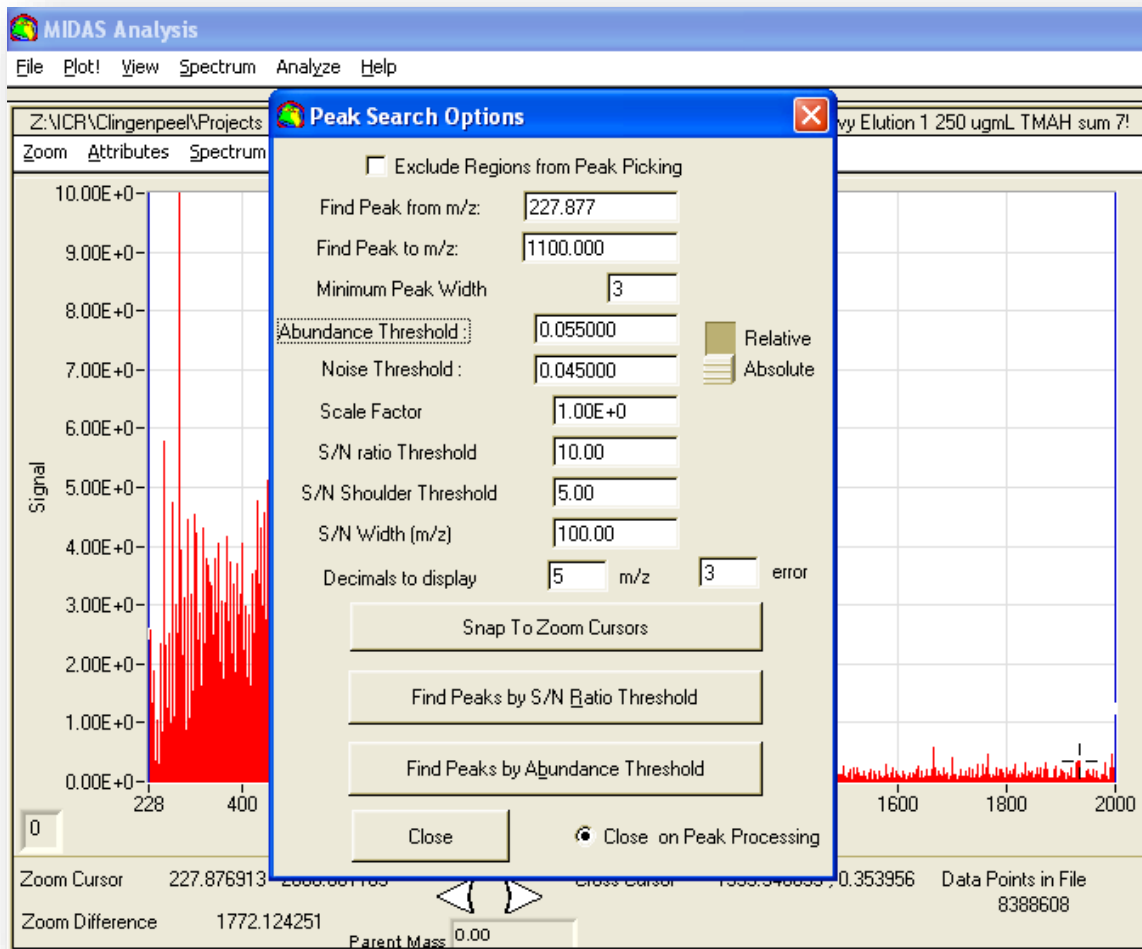 MIDAS Analysis
File Plot! View Spectrum Analyze Help
Z:\ICR\Clingenpeel\Projects
Peak Search Options
Elution 1 250 ugmL TMAH sum 7!
Zoom Attributes Spectrum
Exclude Regions from Peak Picking
Find Peak from m/z: 227.877
Find Peak to m/z: 1100.000
Minimum Peak Width 3
Abundance Threshold : 0.055000
Relative
Noise Threshold : 0.045000
Absolute
Scale Factor 1.00E+0
S/N ratio Threshold 10.00
S/N Shoulder Threshold 5.00
S/N Width (m/z) 100.00
Decimals to display 5 m/z 3 error
Snap To Zoom Cursors
Find Peaks by S/N Ratio Threshold
Find Peaks by Abundance Threshold
Close
Close on Peak Processing
Signal
10.00E+0
9.00E+0
8.00E+0
7.00E+0
6.00E+0
5.00E+0
4.00E+0
3.00E+0
2.00E+0
1.00E+0
0.00E+0
228 400 1600 1800 2000
0
Zoom Cursor 227.876913
Cross Cursor , 0.353956
Data Points in File
8388608
Zoom Difference 1772.124251
Parent Mass 0.00